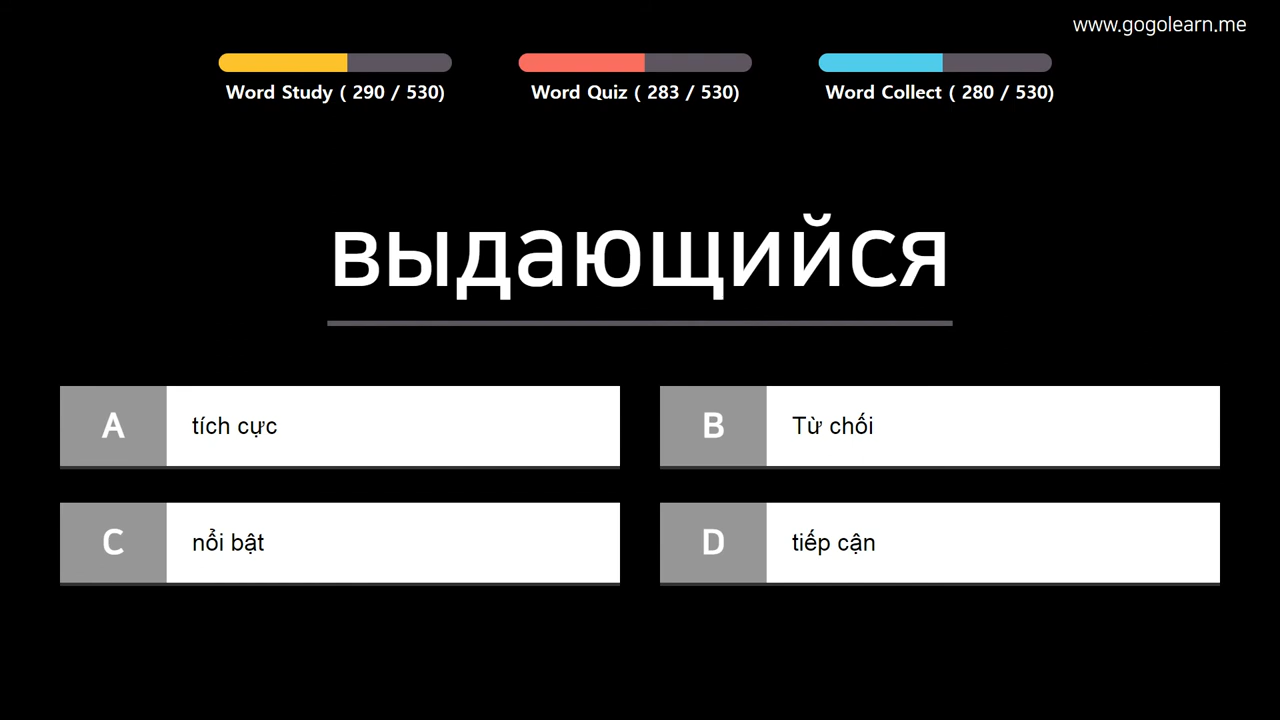 www.gogolearn.me
Word Study ( 290 / 530)
Word Quiz ( 283 / 530)
Word Collect ( 280 / 530)
выдающийся
A tích cực
B Từ chối
C nổi bật
D tiếp cận